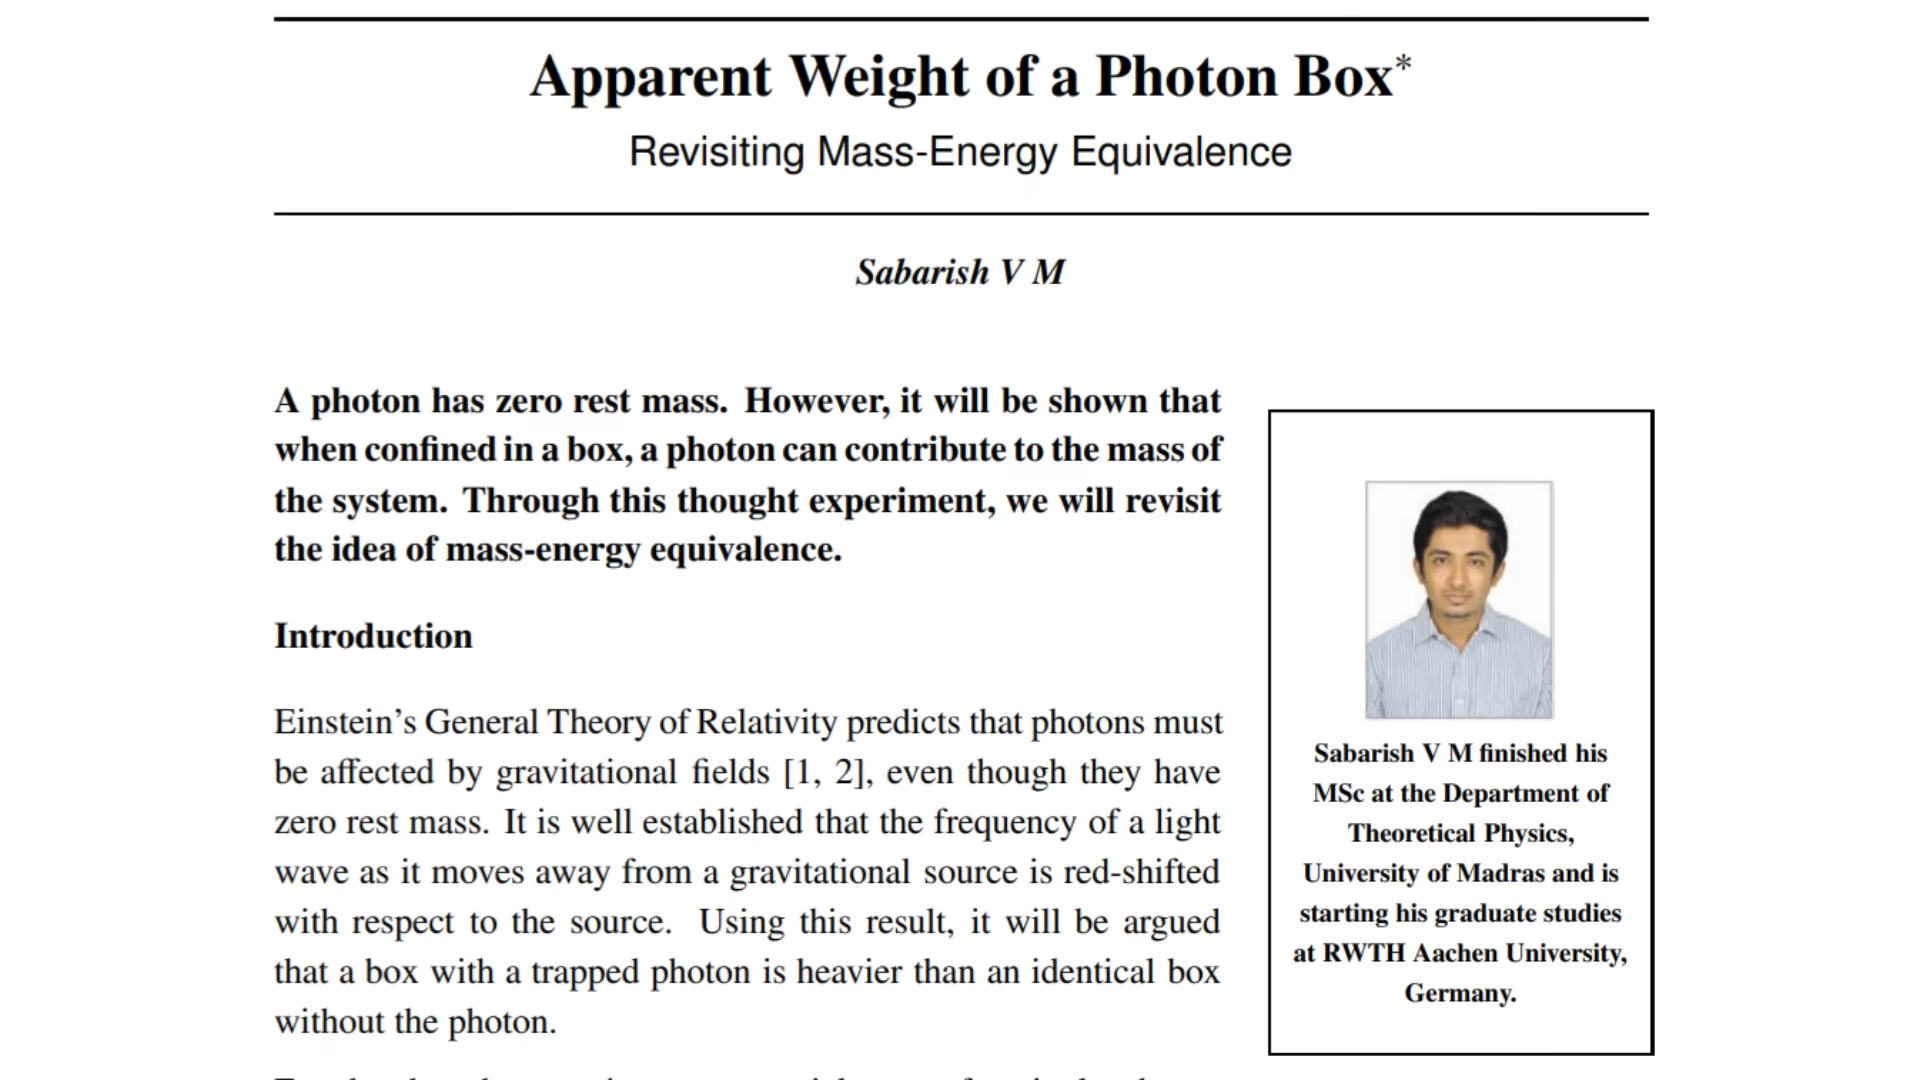 Apparent Weight of a Photon Box*
Revisiting Mass-Energy Equivalence
Sabarish V M
A photon has zero rest mass. However, it will be shown that
when confined in a box, a photon can contribute to the mass of
the system. Through this thought experiment, we will revisit
the idea of mass-energy equivalence.
Introduction
Einstein's General Theory of Relativity predicts that photons must
be affected by gravitational fields [1, 2], even though they have
zero rest mass. It is well established that the frequency of a light
wave as it moves away from a gravitational source is red-shifted
with respect to the source. Using this result, it will be argued
that a box with a trapped photon is heavier than an identical box
without the photon.
Sabarish V M finished his
MSc at the Department of
Theoretical Physics,
University of Madras and is
starting his graduate studies
at RWTH Aachen University,
Germany.